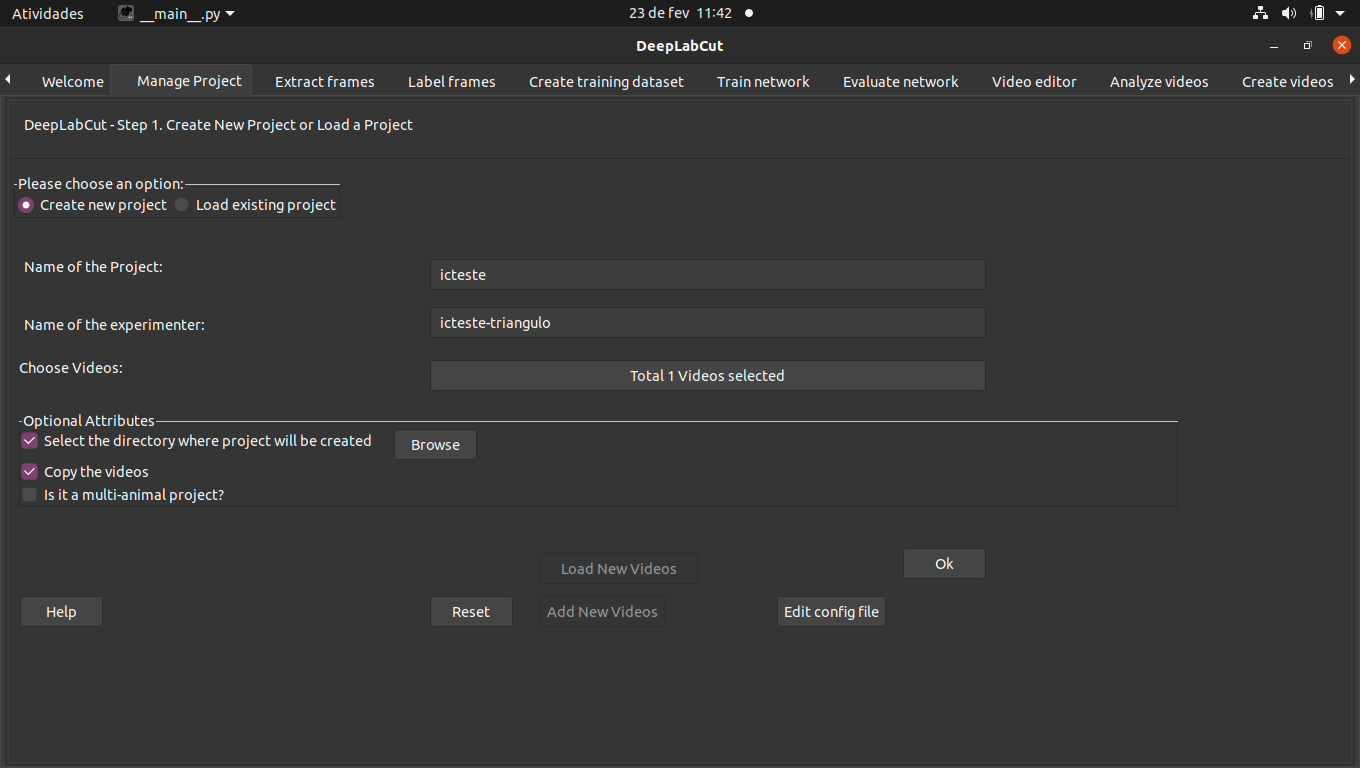 Atividades __main__.py 23 de fev 11:42
DeepLabCut
Welcome Manage Project Extract frames Label frames Create training dataset Train network Evaluate network Video editor Analyze videos Create videos
DeepLabCut - Step 1. Create New Project or Load a Project
Please choose an option:
Create new project Load existing project
Name of the Project: icteste
Name of the experimenter: icteste-triangulo
Choose Videos: Total 1 Videos selected
Optional Attributes
Select the directory where project will be created Browse
Copy the videos
Is it a multi-animal project?
Load New Videos Ok
Help Reset Add New Videos Edit config file